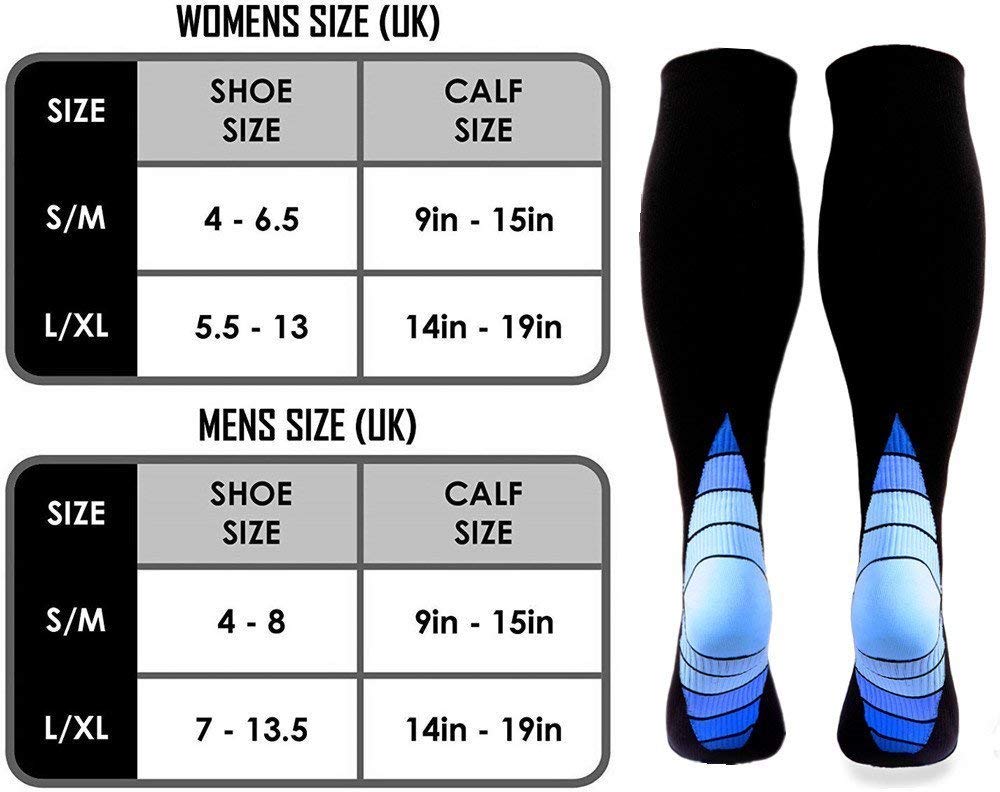 WOMENS SIZE (UK)
SIZE
SHOE
SIZE
CALF
SIZE
S/M
4 - 6.5
9in - 15in
L/XL
5.5 - 13
14in - 19in
MENS SIZE (UK)
SIZE
SHOE
SIZE
CALF
SIZE
S/M
4 - 8
9in - 15in
L/XL
7 - 13.5
14in - 19in